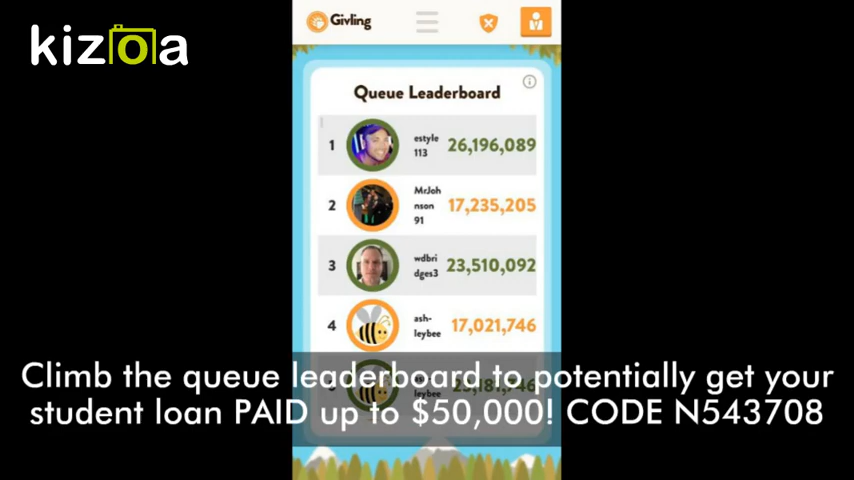 kizoa
Givling
Queue Leaderboard
1 estyle 26,196,089
113
2 MrJoh 17,235,205
nson
91
3 wdbri 23,510,092
dges3
4 ash- 17,021,746
leybee
Climb the queue leaderboard to potentially get your
student loan PAID up to $50,000! CODE N543708